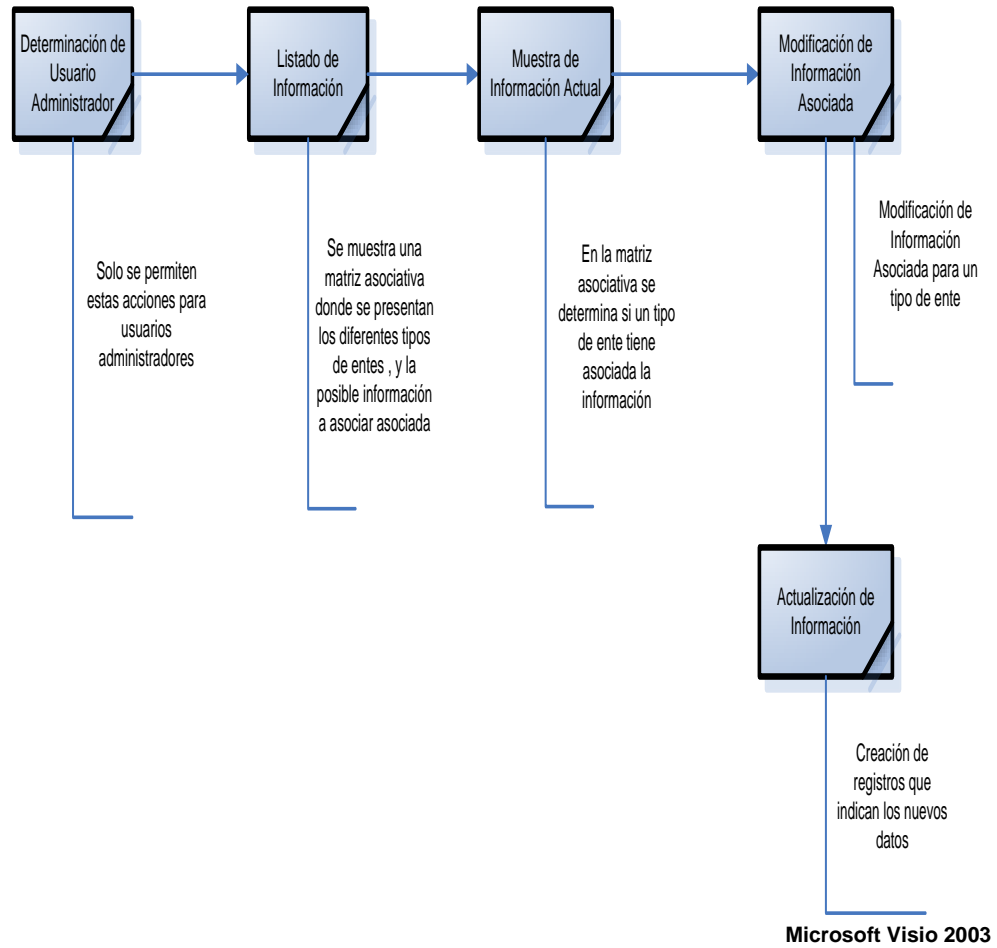 Determinación de
Usuario
Administrador
Listado de
Información
Muestra de
Información Actual
Modificación de
Información
Asociada
Solo se permiten
estas acciones para
usuarios
administradores
Se muestra una
matriz asociativa
donde se presentan
los diferentes tipos
de entes , y la
posible información
a asociar asociada
En la matriz
asociativa se
determina si un tipo
de ente tiene
asociada la
información
Modificación de
Información
Asociada para un
tipo de ente
Actualización de
Información
Creación de
registros que
indican los nuevos
datos
Microsoft Visio 2003